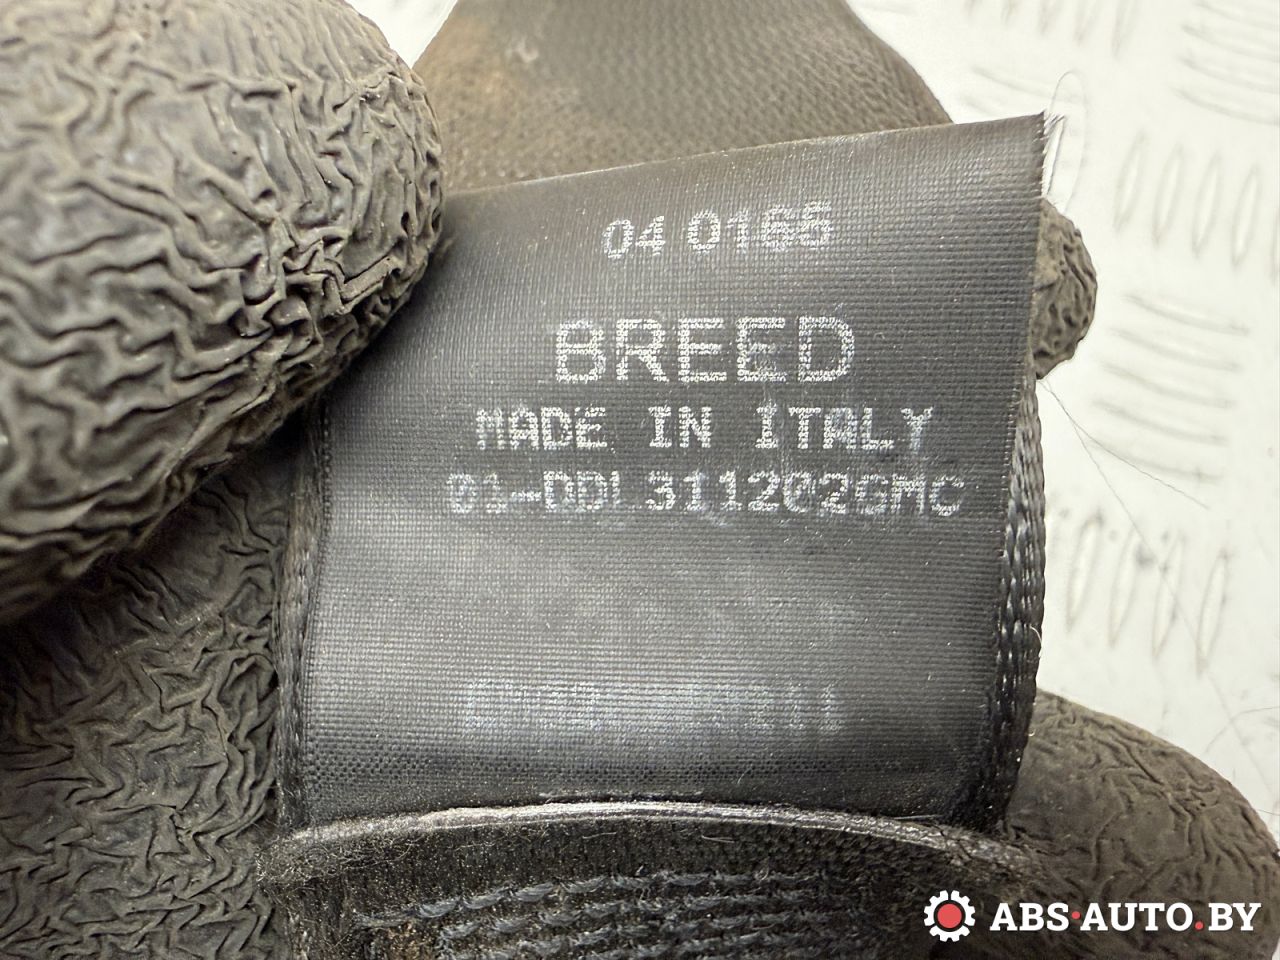 04 0165
BREED
MADE IN ITALY
01-DDL311202GMC
ABS·AUTO.BY